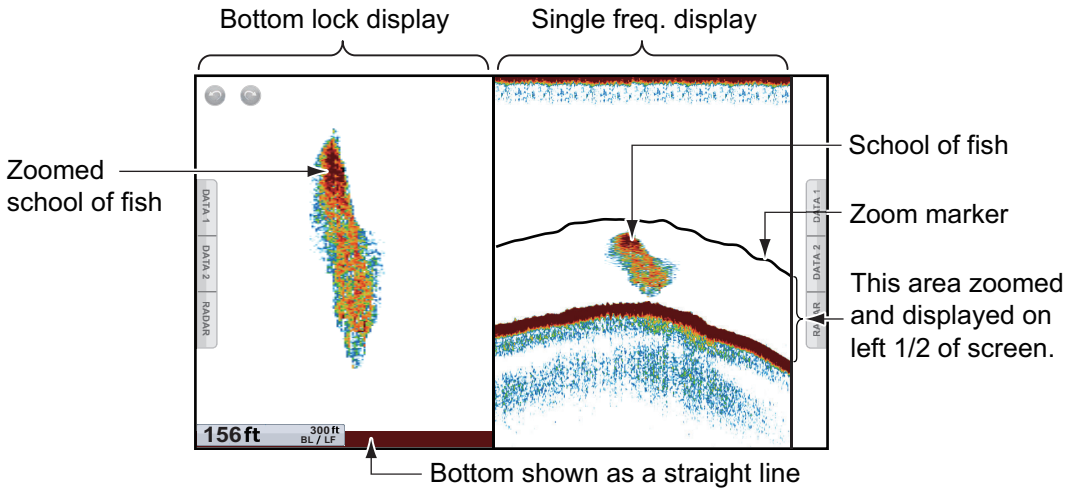 Bottom lock display
Single freq. display
Zoomed
school of fish
DATA 1
DATA 2
RADAR
156ft
300ft
BL / LF
School of fish
Zoom marker
DATA 1
DATA 2
RADAR
This area zoomed
and displayed on
left 1/2 of screen.
Bottom shown as a straight line